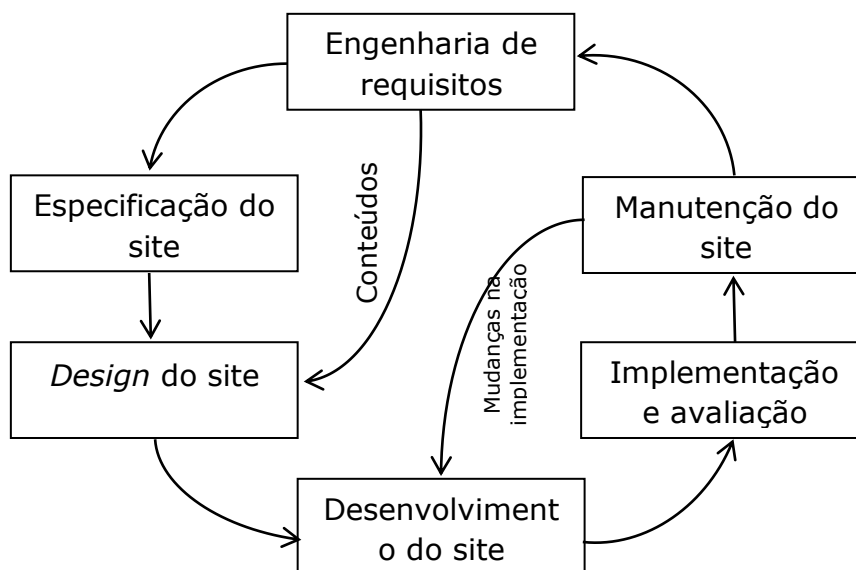 Engenharia de
requisitos
Especificação do
site
Conteúdos
Manutenção do
site
Mudanças na
implementação
Design do site
Implementação
e avaliação
Desenvolviment
o do site